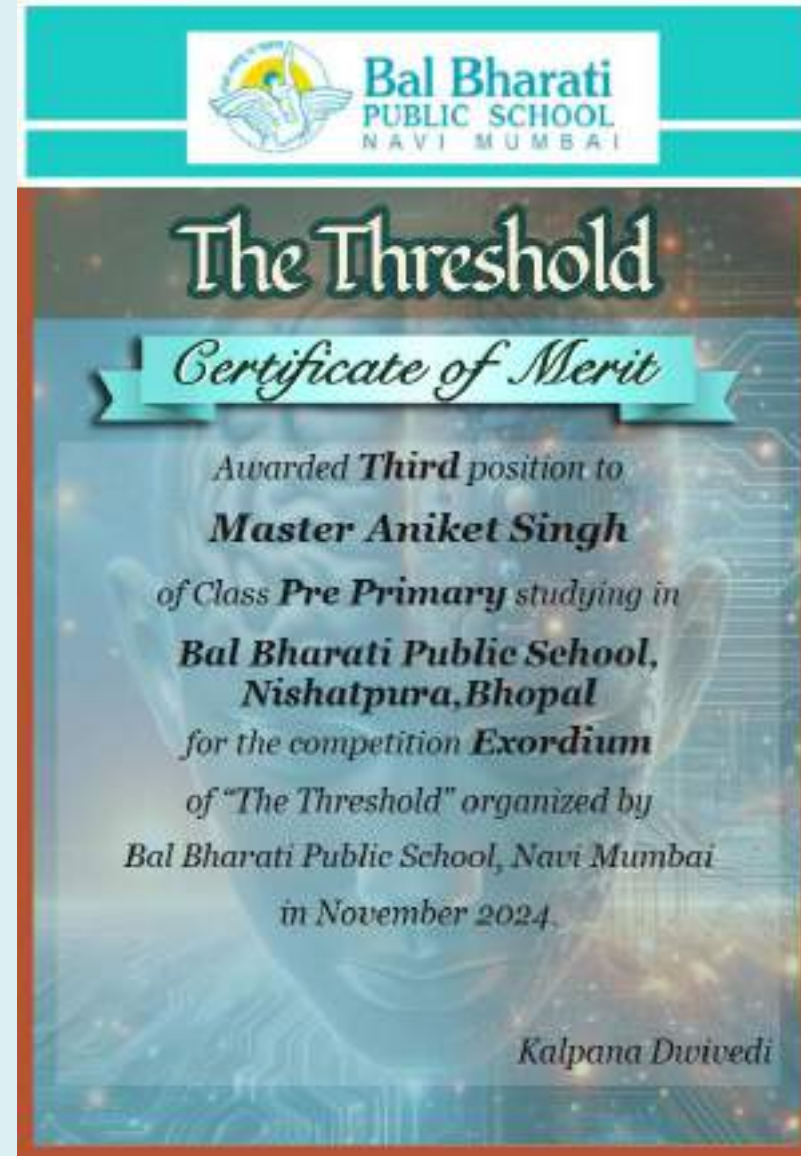 Bal Bharati
PUBLIC SCHOOL
NAVI MUMBAI
The Threshold
Certificate of Merit
Awarded Third position to
Master Aniket Singh
of Class Pre Primary studying in
Bal Bharati Public School,
Nishatpura,Bhopal
for the competition Exordium
of “The Threshold” organized by
Bal Bharati Public School, Navi Mumbai
in November 2024.
Kalpana Dwivedi